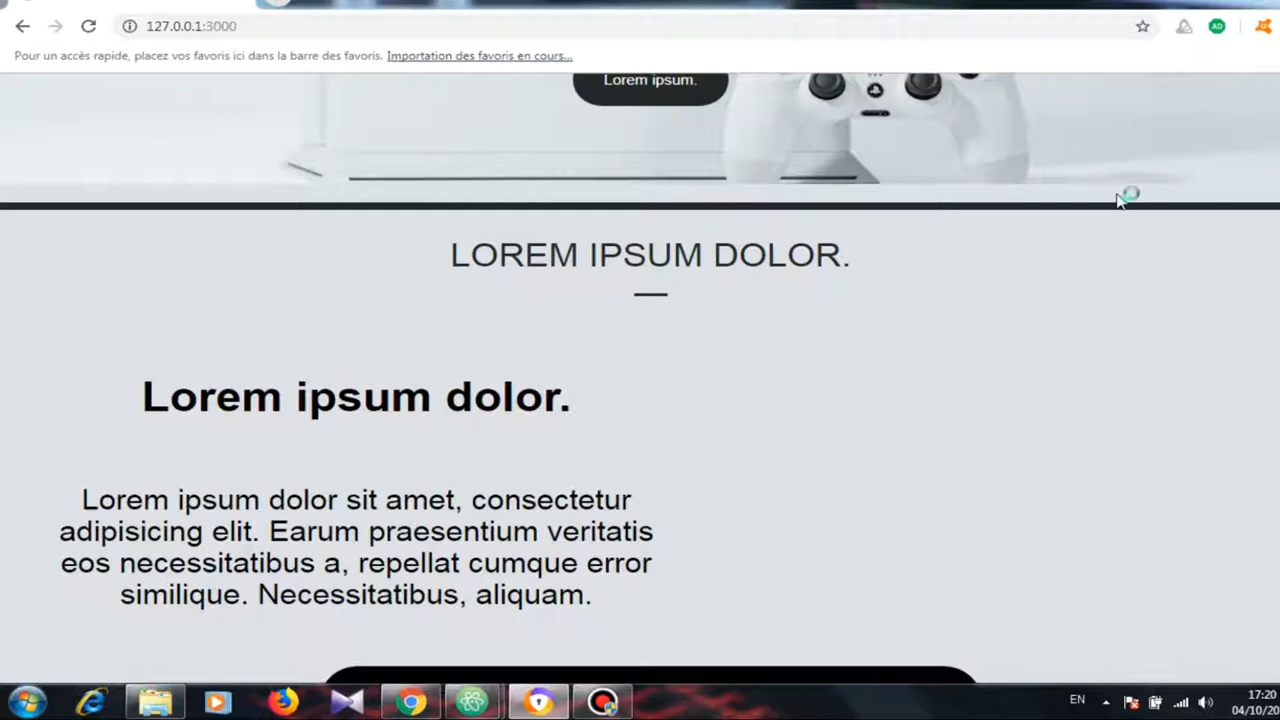 127.0.0.1:3000
AD
Pour un accès rapide, placez vos favoris ici dans la barre des favoris. Importation des favoris en cours...
Lorem ipsum.
LOREM IPSUM DOLOR.
Lorem ipsum dolor.
Lorem ipsum dolor sit amet, consectetur
adipisicing elit. Earum praesentium veritatis
eos necessitatibus a, repellat cumque error
similique. Necessitatibus, aliquam.
EN
17:20
04/10/20